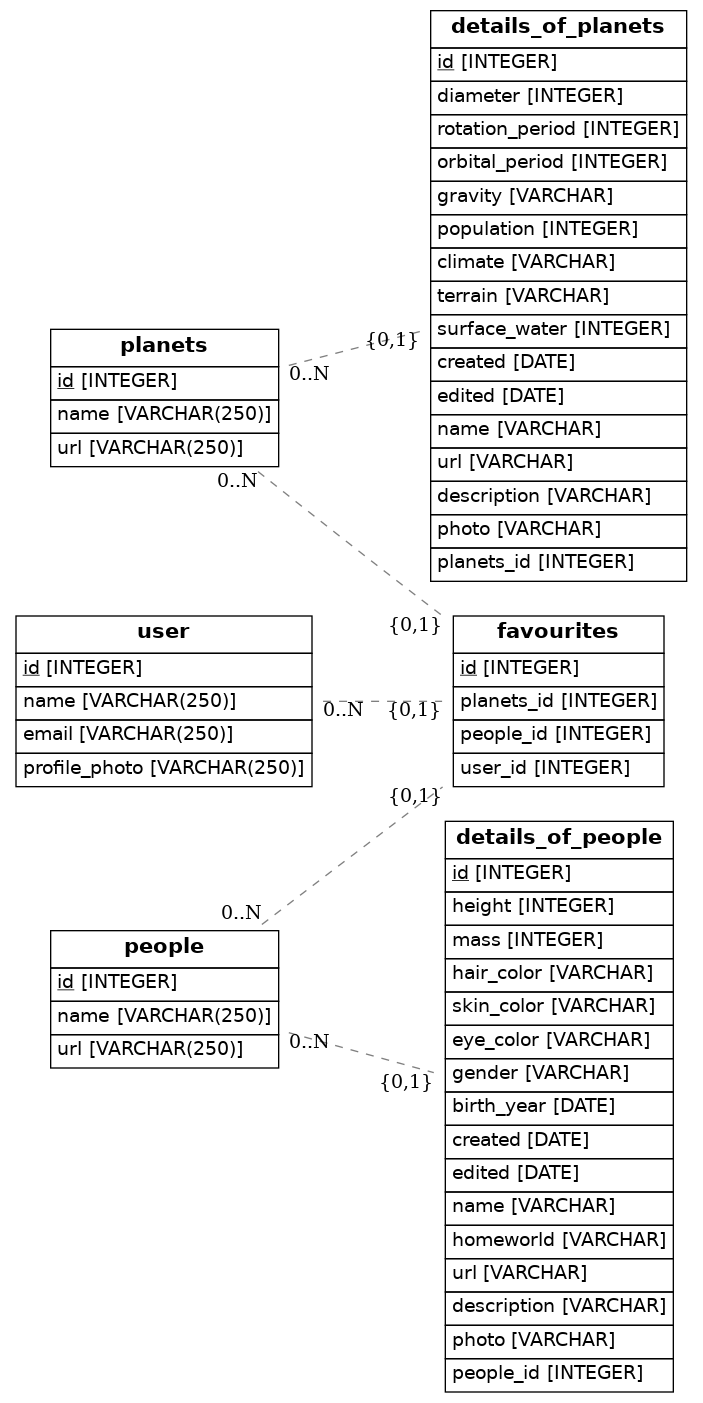 details_of_planets
id [INTEGER]
diameter [INTEGER]
rotation_period [INTEGER]
orbital_period [INTEGER]
gravity [VARCHAR]
population [INTEGER]
climate [VARCHAR]
terrain [VARCHAR]
surface_water [INTEGER]
created [DATE]
edited [DATE]
name [VARCHAR]
url [VARCHAR]
description [VARCHAR]
photo [VARCHAR]
planets_id [INTEGER]
planets
id [INTEGER]
name [VARCHAR(250)]
url [VARCHAR(250)]
{0,1}
0..N
0..N
{0,1}
user
id [INTEGER]
name [VARCHAR(250)]
email [VARCHAR(250)]
profile_photo [VARCHAR(250)]
0..N
{0,1}
favourites
id [INTEGER]
planets_id [INTEGER]
people_id [INTEGER]
user_id [INTEGER]
{0,1}
0..N
people
id [INTEGER]
name [VARCHAR(250)]
url [VARCHAR(250)]
0..N
{0,1}
details_of_people
id [INTEGER]
height [INTEGER]
mass [INTEGER]
hair_color [VARCHAR]
skin_color [VARCHAR]
eye_color [VARCHAR]
gender [VARCHAR]
birth_year [DATE]
created [DATE]
edited [DATE]
name [VARCHAR]
homeworld [VARCHAR]
url [VARCHAR]
description [VARCHAR]
photo [VARCHAR]
people_id [INTEGER]